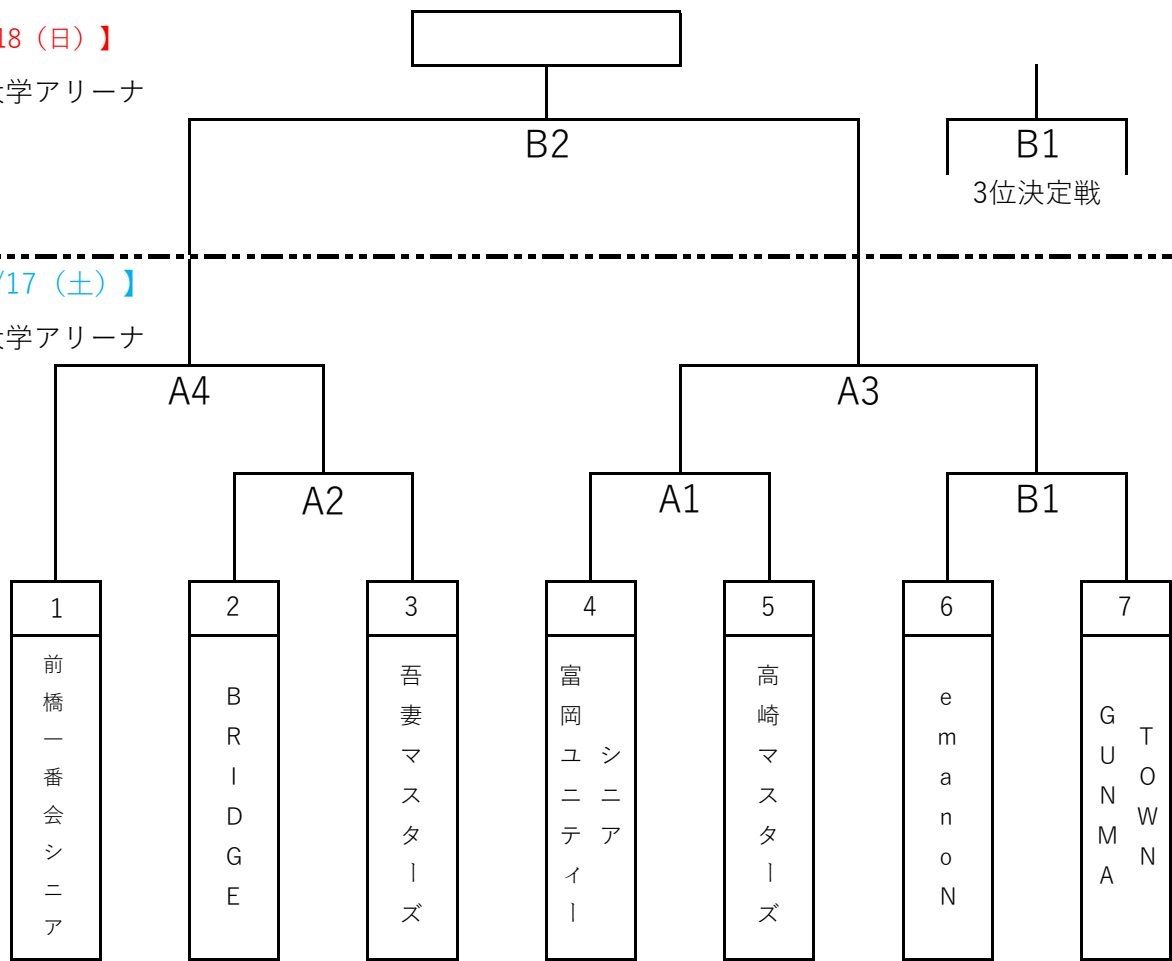 18（日）】
大学アリーナ
B2
B1
3位決定戦
/17（土）】
大学アリーナ
A4
A3
A2
A1
B1
1
2
3
4
5
6
7
前橋一番会シニア
BRIDGE
吾妻マスターズ
富岡ユニティー
シニア
高崎マスターズ
emanoN
GUNMA
TOWN